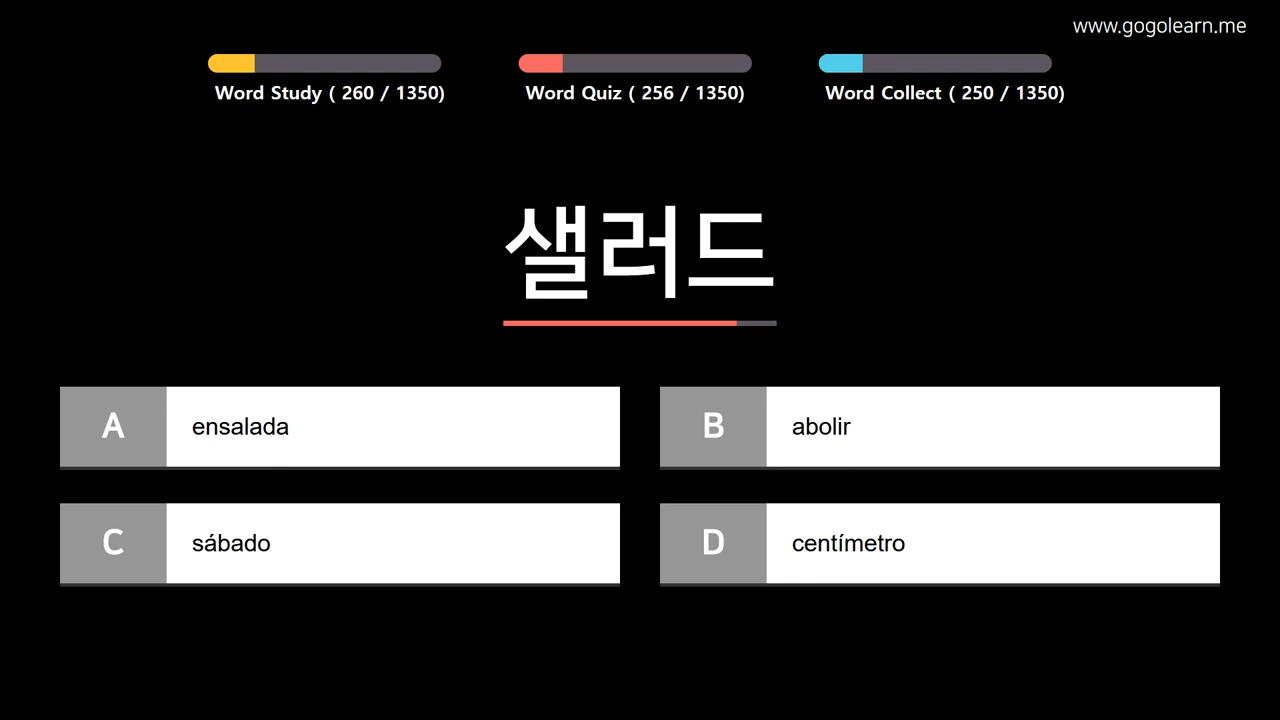 www.gogolearn.me
Word Study ( 260 / 1350)
Word Quiz ( 256 / 1350)
Word Collect ( 250 / 1350)
샐러드
A ensalada
B abolir
C sábado
D centímetro